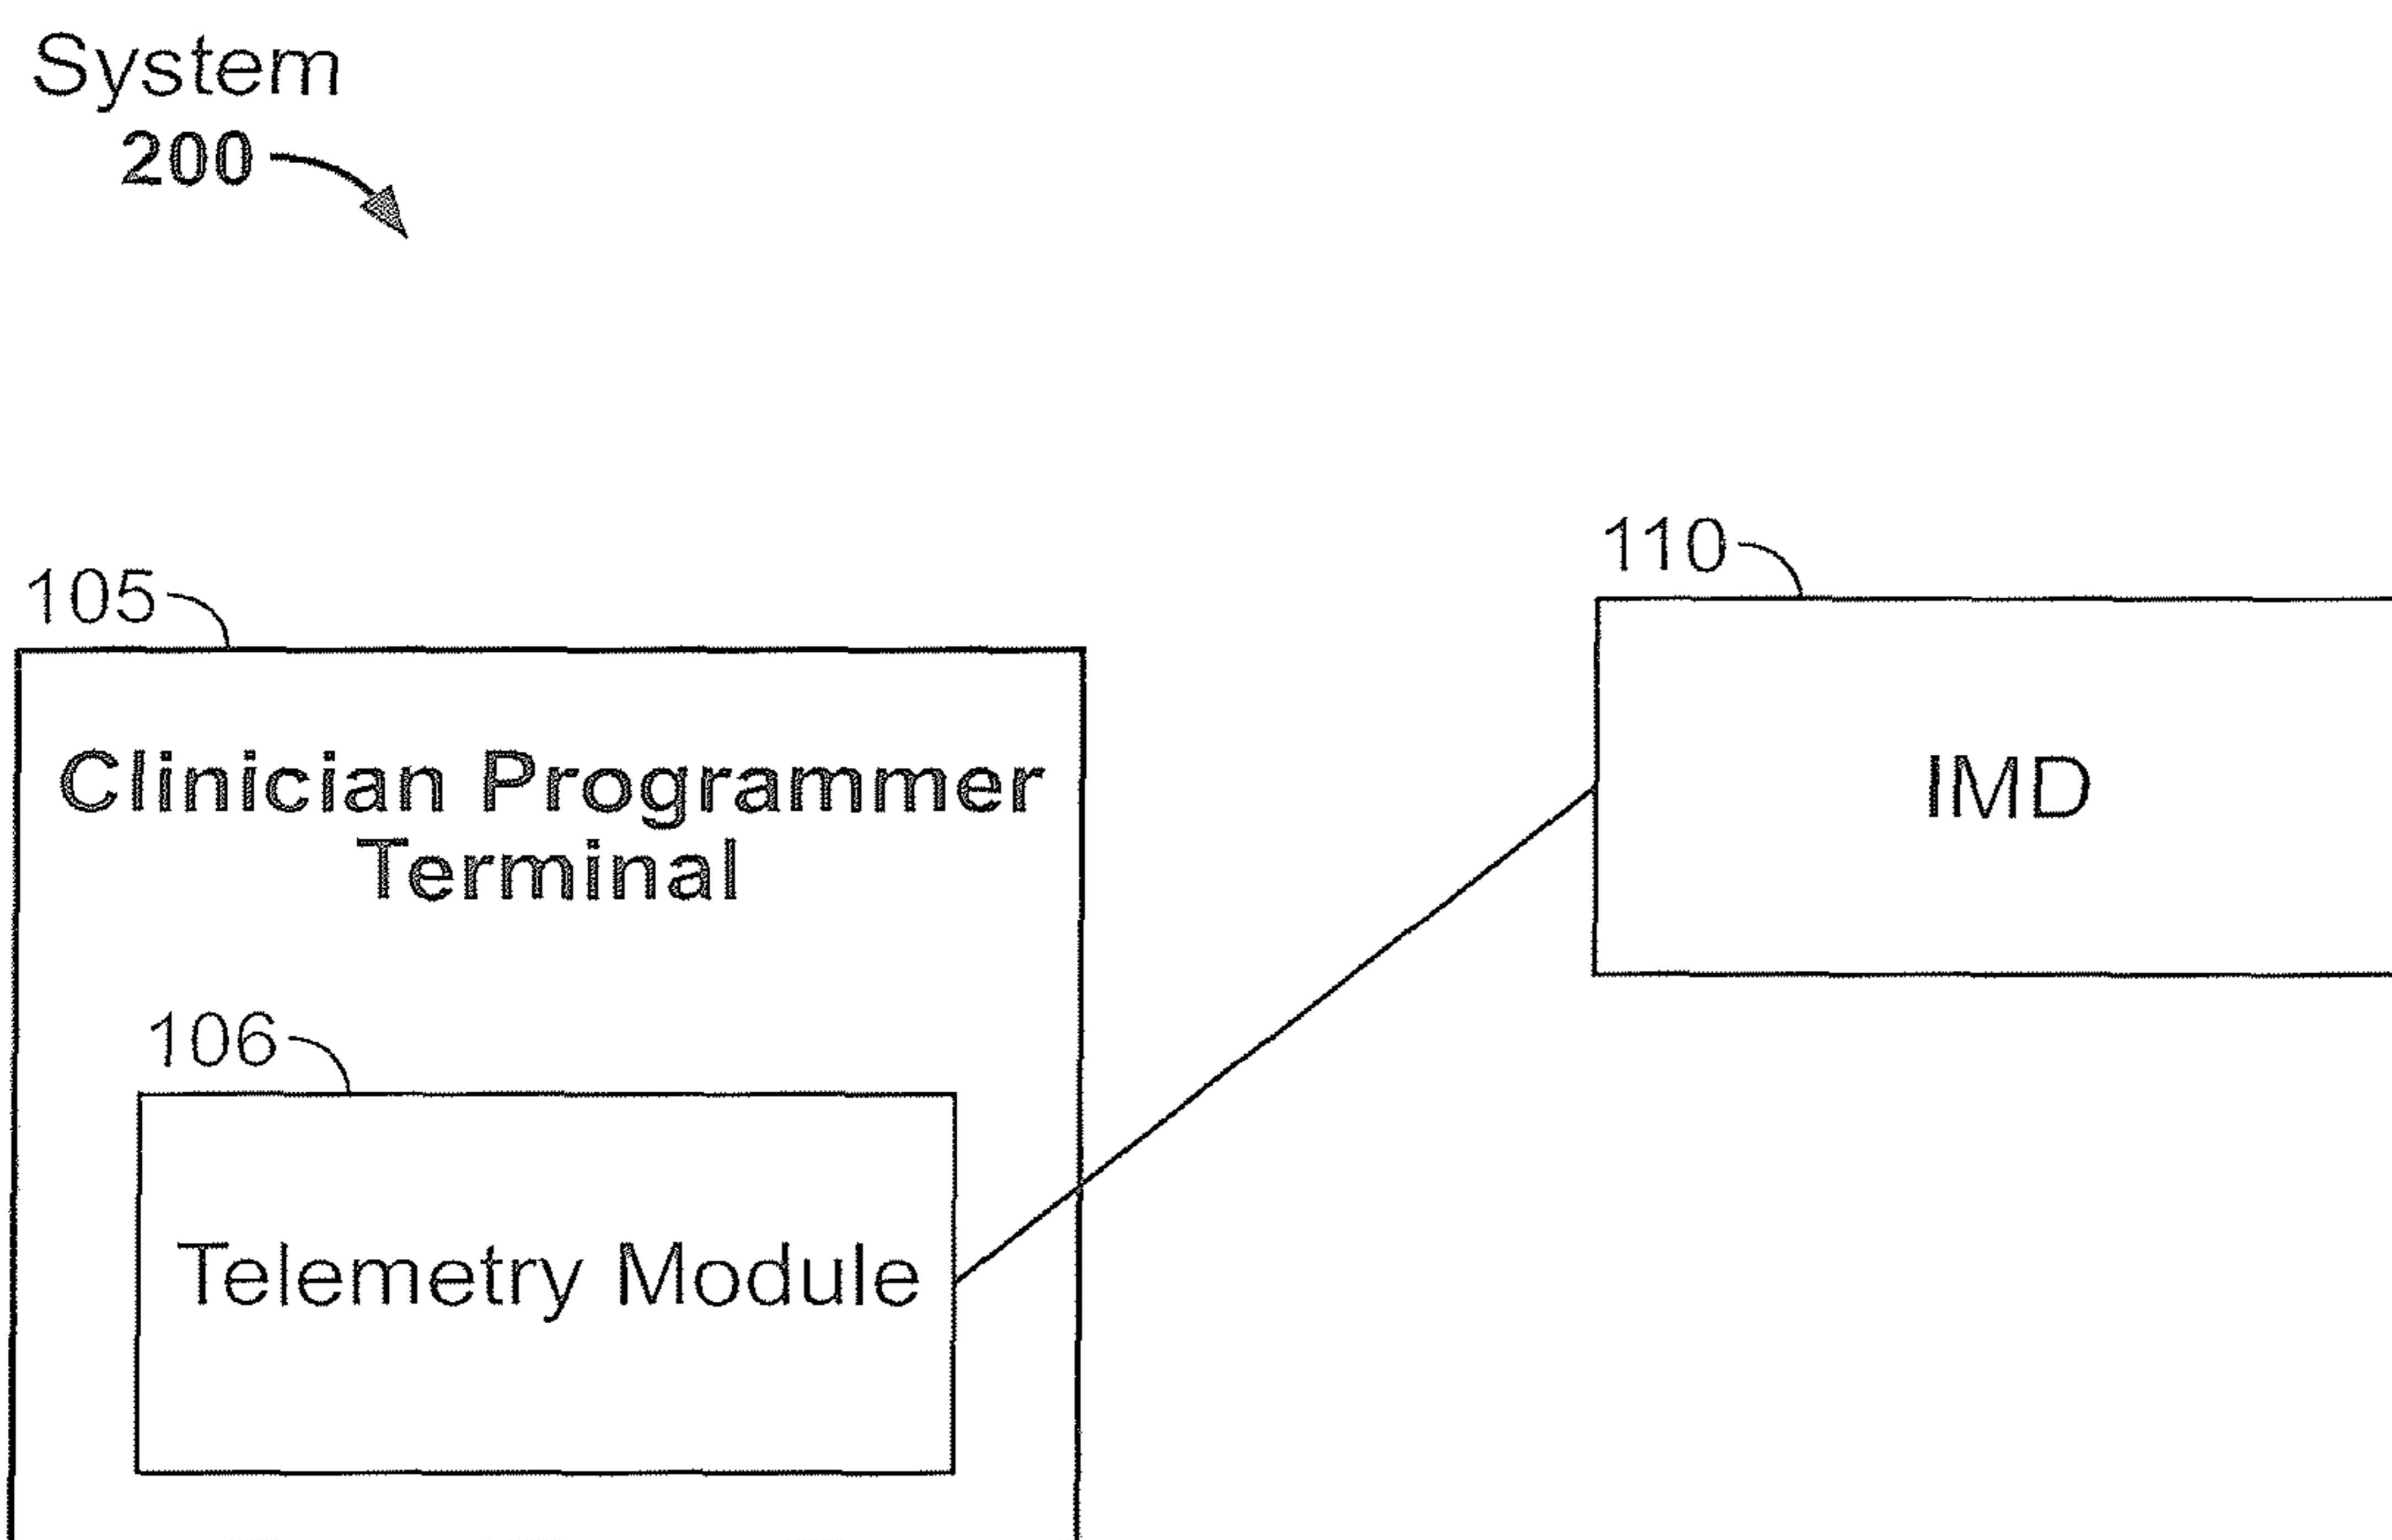 System
200
110
105
IMD
Clinician Programmer
Terminal
106
Telemetry Module